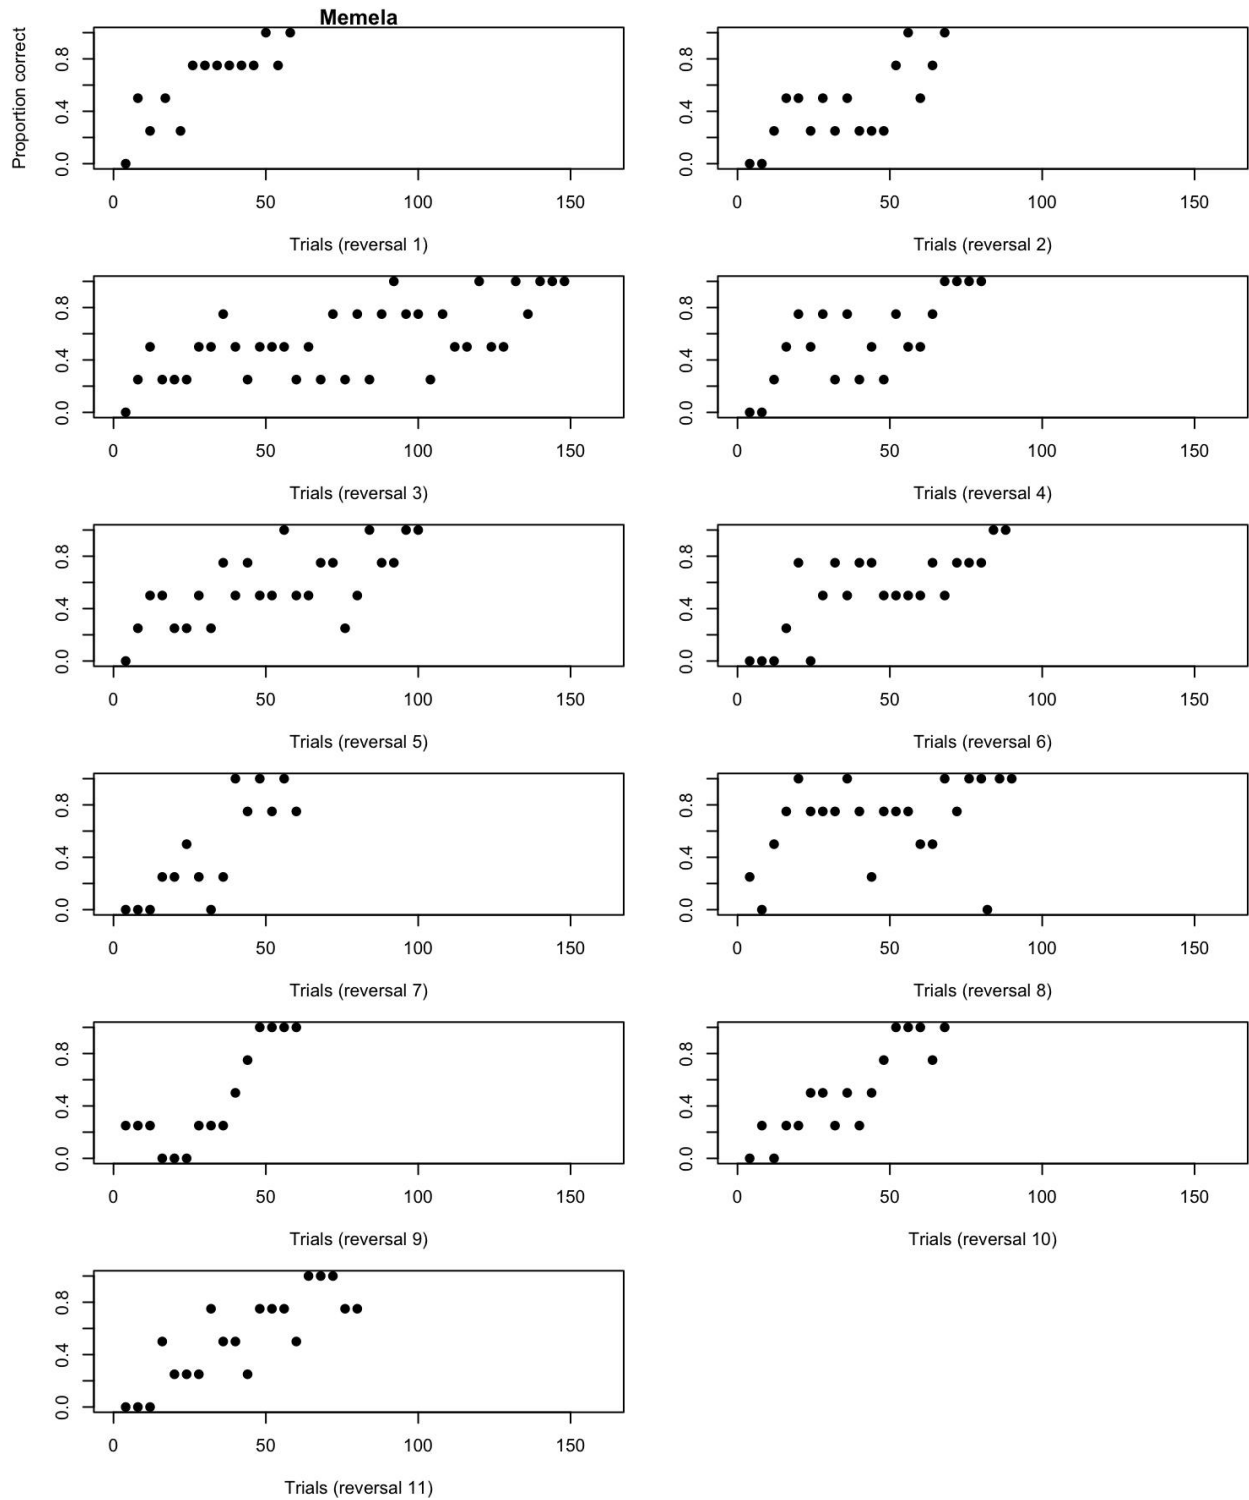 Memela
Proportion correct
0.0 0.4 0.8
0 50 100 150
Trials (reversal 1)
0.0 0.4 0.8
0 50 100 150
Trials (reversal 2)
0.0 0.4 0.8
0 50 100 150
Trials (reversal 3)
0.0 0.4 0.8
0 50 100 150
Trials (reversal 4)
0.0 0.4 0.8
0 50 100 150
Trials (reversal 5)
0.0 0.4 0.8
0 50 100 150
Trials (reversal 6)
0.0 0.4 0.8
0 50 100 150
Trials (reversal 7)
0.0 0.4 0.8
0 50 100 150
Trials (reversal 8)
0.0 0.4 0.8
0 50 100 150
Trials (reversal 9)
0.0 0.4 0.8
0 50 100 150
Trials (reversal 10)
0.0 0.4 0.8
0 50 100 150
Trials (reversal 11)